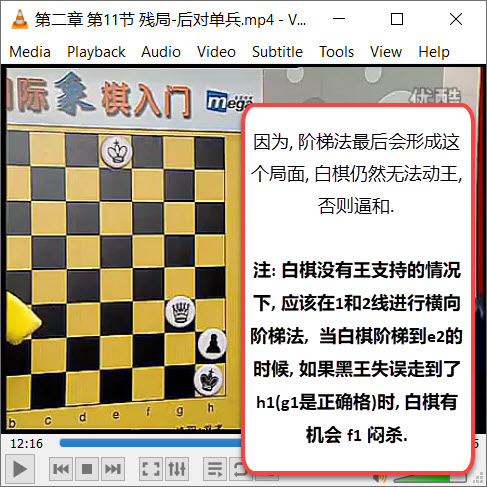 第二章 第11节 残局-后对单兵.mp4 - V...
Media Playback Audio Video Subtitle Tools View Help
国际象棋入门
mega
优酷
因为, 阶梯法最后会形成这
个局面, 白棋仍然无法动王,
否则逼和.
注: 白棋没有王支持的情况
下, 应该在1和2线进行横向
阶梯法, 当白棋阶梯到e2的
时候, 如果黑王失误走到了
h1(g1是正确格)时, 白棋有
机会 f1 闷杀.
b c d e f g h
12:16